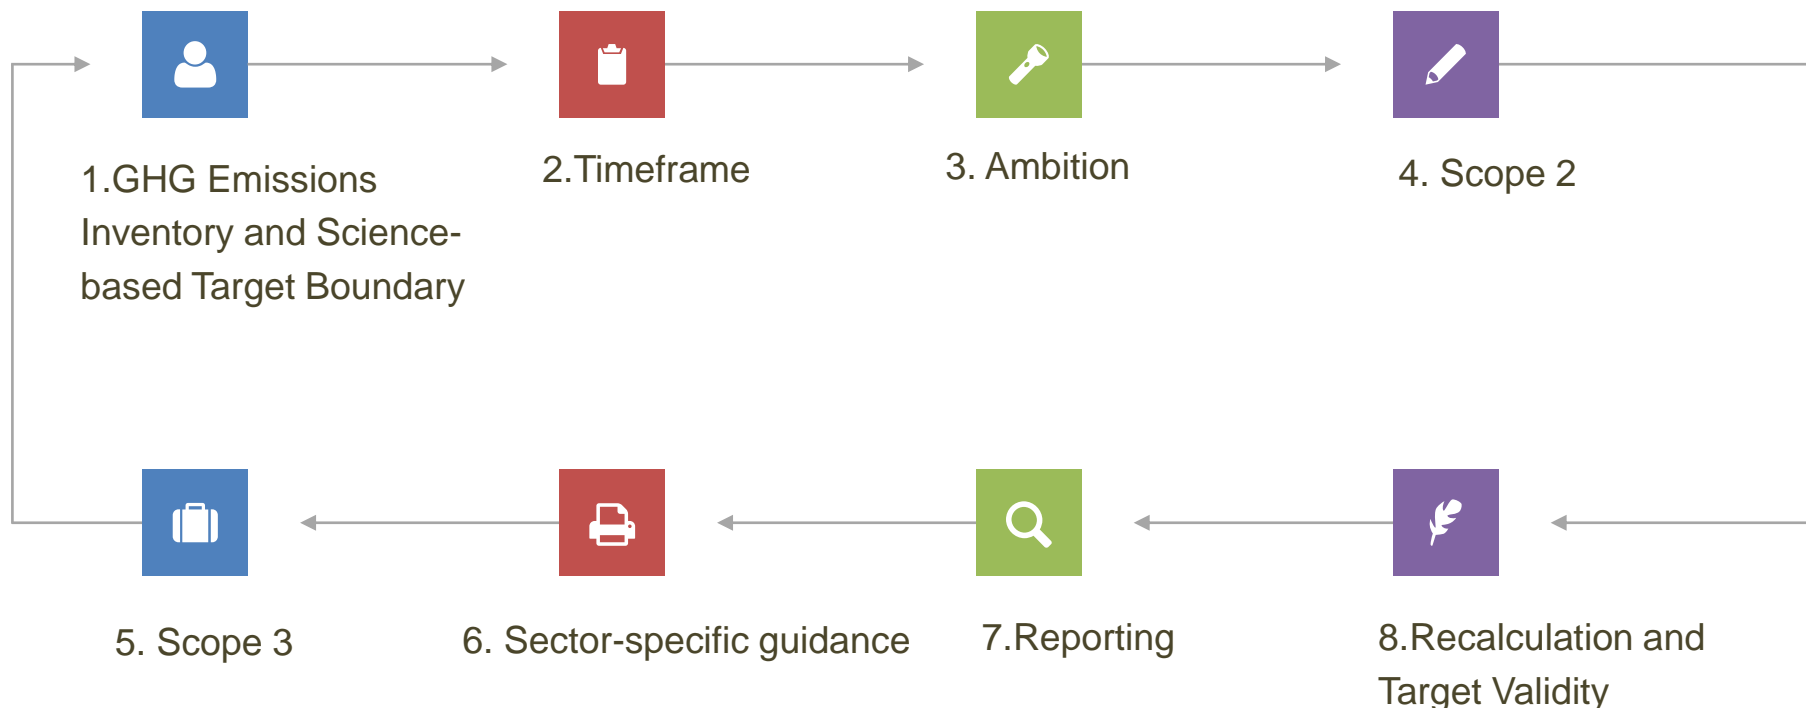 1.GHG Emissions
Inventory and Science-
based Target Boundary
2.Timeframe
3. Ambition
4. Scope 2
5. Scope 3
6. Sector-specific guidance
7.Reporting
8.Recalculation and
Target Validity